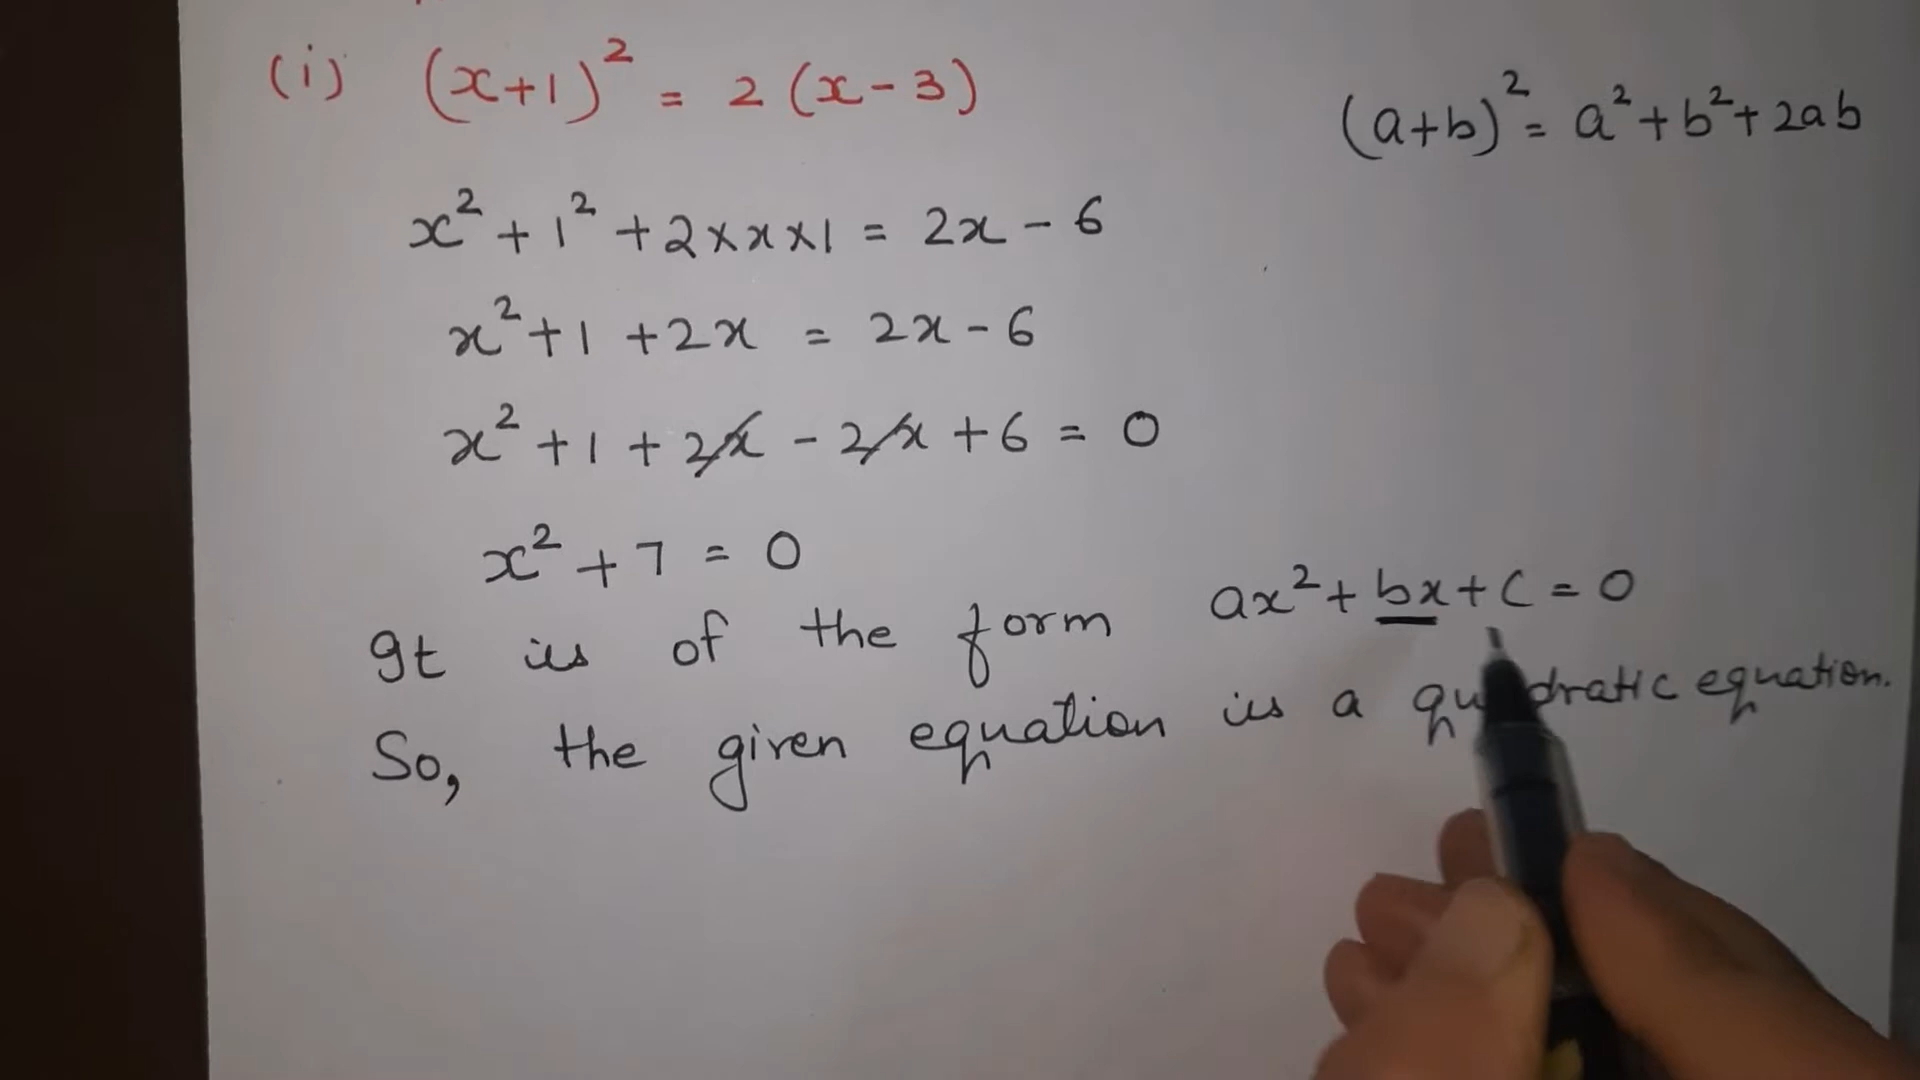 (i) (x+1)² = 2(x-3)
(a+b)² = a²+b²+2ab
x² + 1² + 2×x×1 = 2x - 6
x² + 1 + 2x = 2x - 6
x² + 1 + 2x - 2x + 6 = 0
x² + 7 = 0
It is of the form ax² + bx + c = 0
So, the given equation is a quadratic equation.